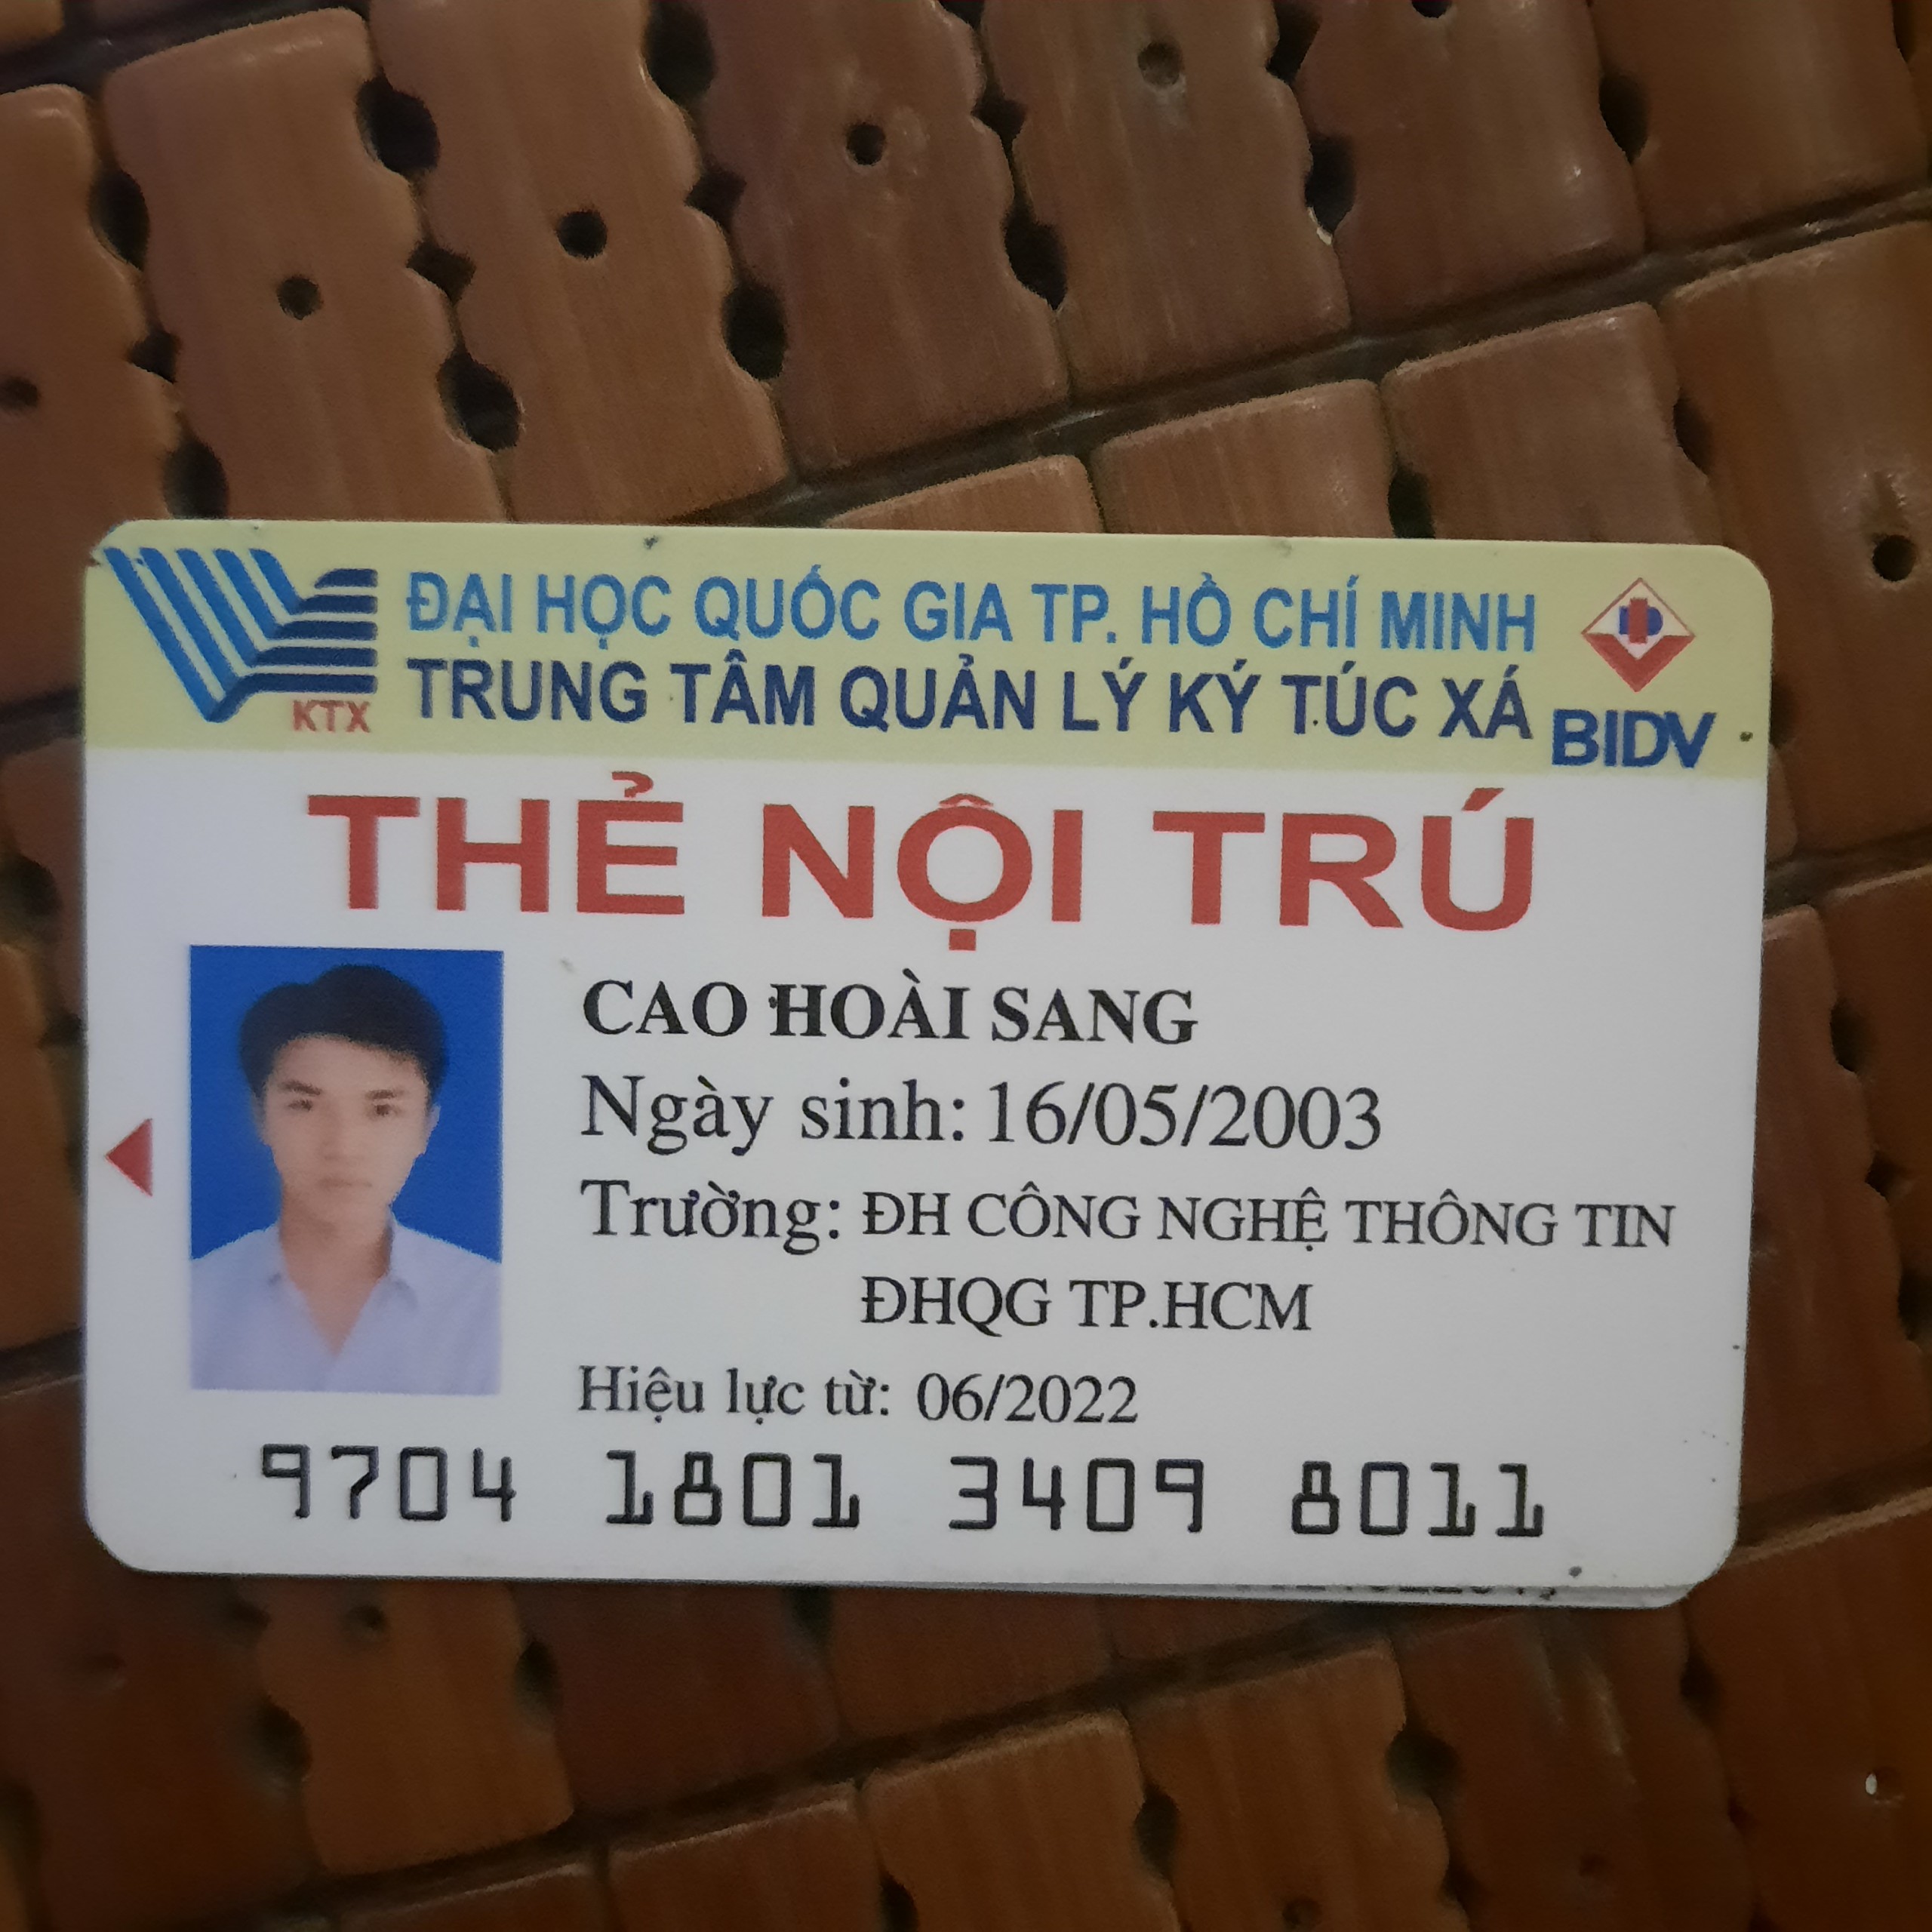 ĐẠI HỌC QUỐC GIA TP. HỒ CHÍ MINH
TRUNG TÂM QUẢN LÝ KÝ TÚC XÁ
KTX
BIDV
THẺ NỘI TRÚ
CAO HOÀI SANG
Ngày sinh: 16/05/2003
Trường: ĐH CÔNG NGHỆ THÔNG TIN
ĐHQG TP.HCM
Hiệu lực từ: 06/2022
9704 1801 3409 8011